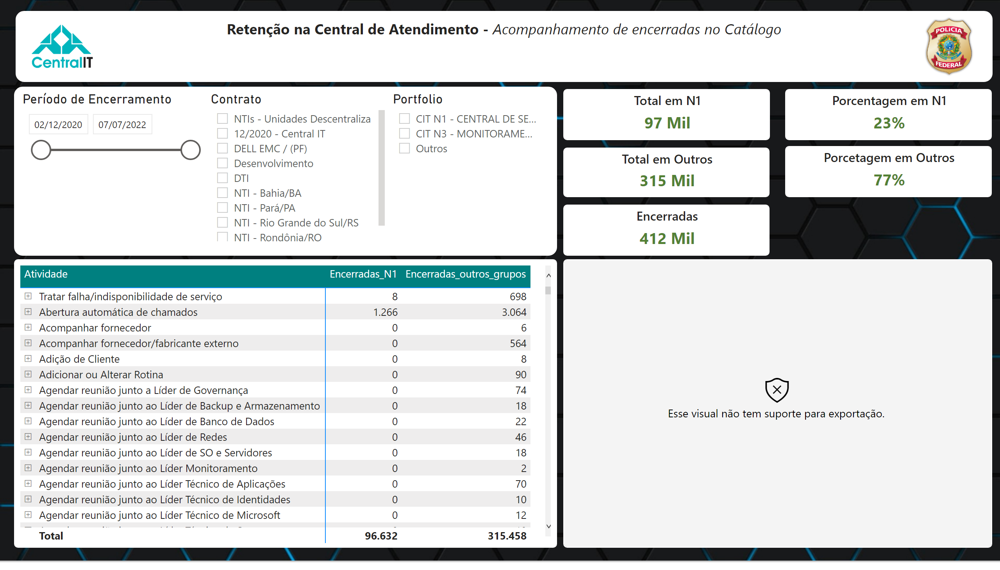 Retenção na Central de Atendimento - Acompanhamento de encerradas no Catálogo
CentralIT
POLíCIA
FEDERAL
Período de Encerramento
02/12/2020 07/07/2022
Contrato
NTIs - Unidades Descentraliza
12/2020 - Central IT
DELL EMC / (PF)
Desenvolvimento
DTI
NTI - Bahia/BA
NTI - Pará/PA
NTI - Rio Grande do Sul/RS
NTI - Rondônia/RO
Portfolio
CIT N1 - CENTRAL DE SE...
CIT N3 - MONITORAME...
Outros
Total em N1
97 Mil
Porcentagem em N1
23%
Total em Outros
315 Mil
Porcetagem em Outros
77%
Encerradas
412 Mil
Atividade Encerradas_N1 Encerradas_outros_grupos
Tratar falha/indisponibilidade de serviço 8 698
Abertura automática de chamados 1.266 3.064
Acompanhar fornecedor 0 6
Acompanhar fornecedor/fabricante externo 0 564
Adição de Cliente 0 8
Adicionar ou Alterar Rotina 0 90
Agendar reunião junto a Líder de Governança 0 74
Agendar reunião junto ao Líder de Backup e Armazenamento 0 18
Agendar reunião junto ao Líder de Banco de Dados 0 22
Agendar reunião junto ao Líder de Redes 0 46
Agendar reunião junto ao Líder de SO e Servidores 0 18
Agendar reunião junto ao Líder Monitoramento 0 2
Agendar reunião junto ao Líder Técnico de Aplicações 0 70
Agendar reunião junto ao Líder Técnico de Identidades 0 10
Agendar reunião junto ao Líder Técnico de Microsoft 0 12
Total 96.632 315.458
Esse visual não tem suporte para exportação.